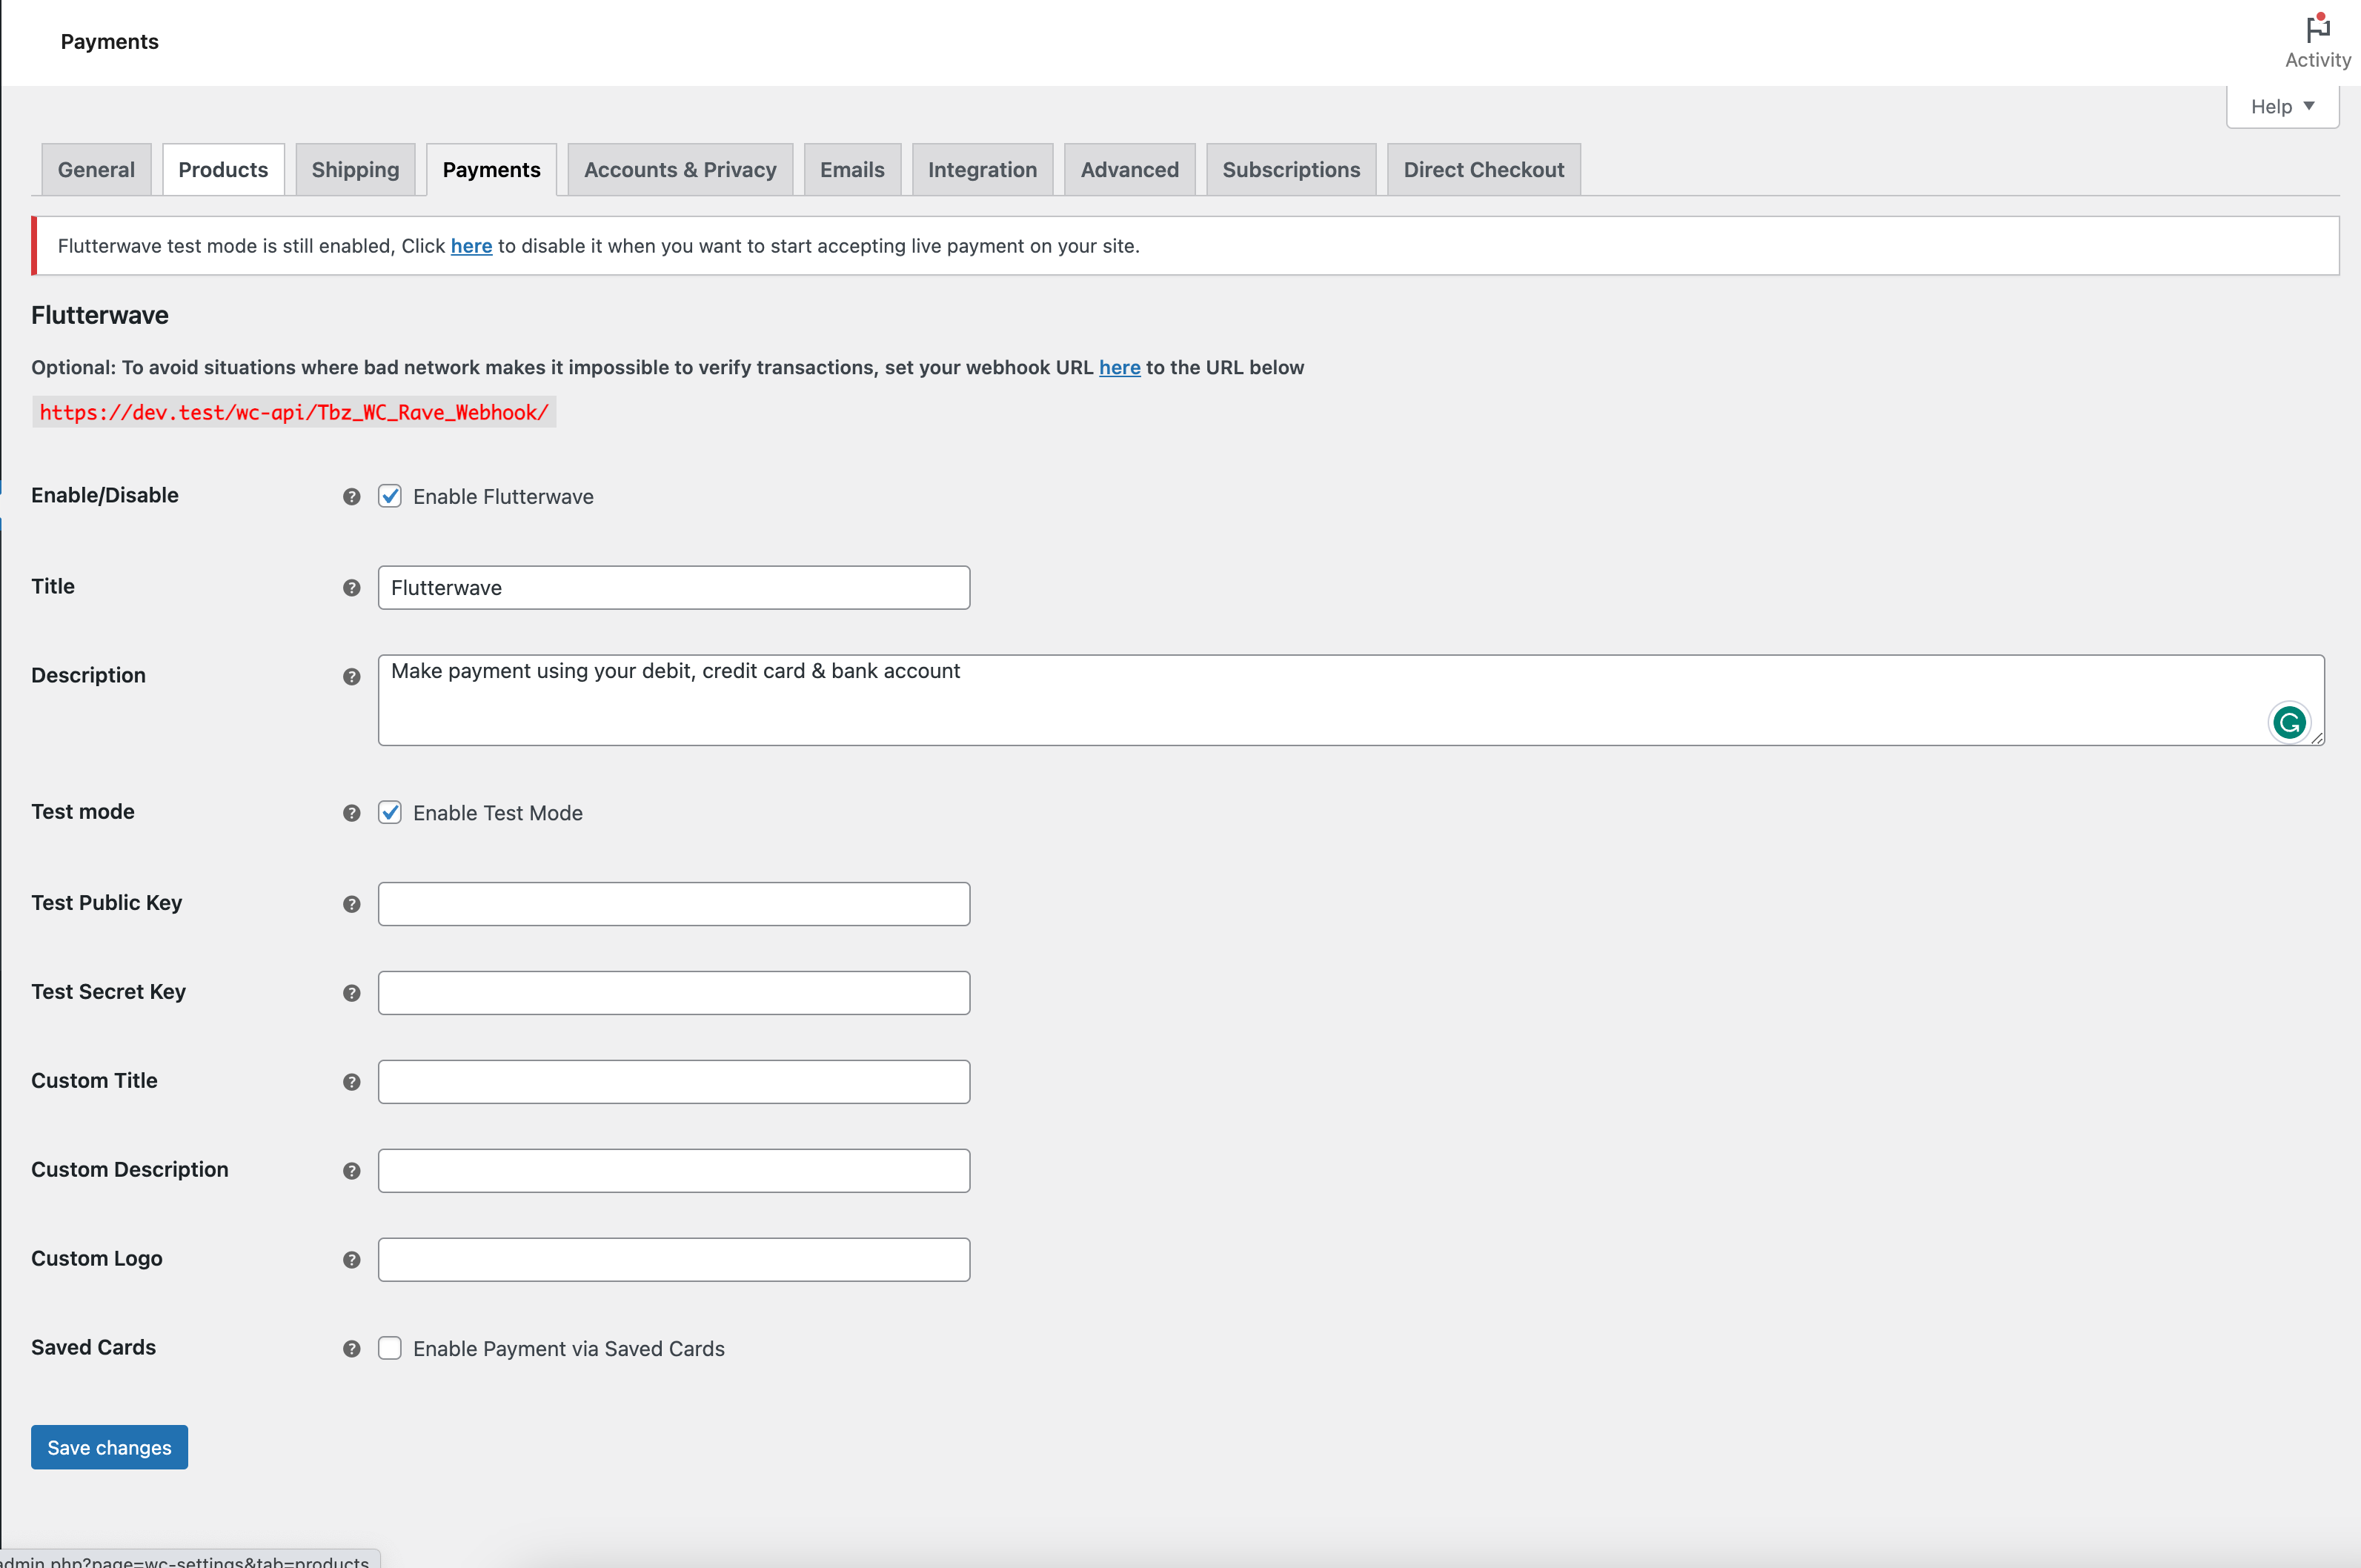 Payments
Activity
Help ▼
General Products Shipping Payments Accounts & Privacy Emails Integration Advanced Subscriptions Direct Checkout
Flutterwave test mode is still enabled, Click here to disable it when you want to start accepting live payment on your site.
Flutterwave
Optional: To avoid situations where bad network makes it impossible to verify transactions, set your webhook URL here to the URL below
https://dev.test/wc-api/Tbz_WC_Rave_Webhook/
Enable/Disable ? Enable Flutterwave
Title ? Flutterwave
Description ? Make payment using your debit, credit card & bank account
Test mode ? Enable Test Mode
Test Public Key ?
Test Secret Key ?
Custom Title ?
Custom Description ?
Custom Logo ?
Saved Cards ? Enable Payment via Saved Cards
Save changes
admin.php?page=wc-settings&tab=products